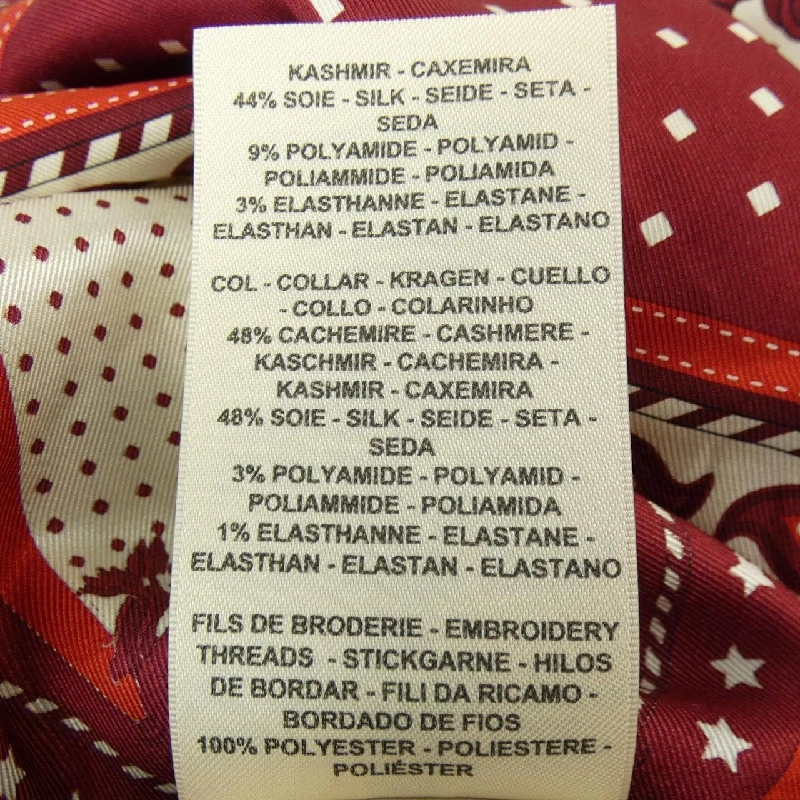 KASHMIR - CAXEMIRA
44% SOIE - SILK - SEIDE - SETA -
SEDA
9% POLYAMIDE - POLYAMID -
POLIAMMIDE - POLIAMIDA
3% ELASTHANNE - ELASTANE -
ELASTHAN - ELASTAN - ELASTANO
COL - COLLAR - KRAGEN - CUELLO
- COLLO - COLARINHO
48% CACHEMIRE - CASHMERE -
KASCHMIR - CACHEMIRA -
KASHMIR - CAXEMIRA
48% SOIE - SILK - SEIDE - SETA -
SEDA
3% POLYAMIDE - POLYAMID -
POLIAMMIDE - POLIAMIDA
1% ELASTHANNE - ELASTANE -
ELASTHAN - ELASTAN - ELASTANO
FILS DE BRODERIE - EMBROIDERY
THREADS - STICKGARNE - HILOS
DE BORDAR - FILI DA RICAMO -
BORDADO DE FIOS
100% POLYESTER - POLIESTERE -
POLIÉSTER